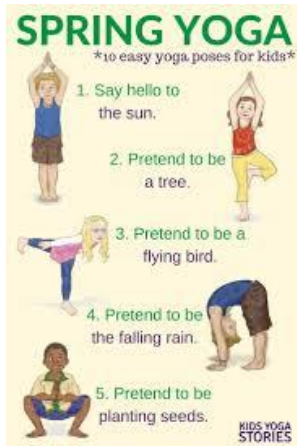 SPRING YOGA
*10 easy yoga poses for kids*
1. Say hello to
the sun.
2. Pretend to be
a tree.
3. Pretend to be a
flying bird.
4. Pretend to be
the falling rain.
5. Pretend to be
planting seeds.
KIDS YOGA
STORIES